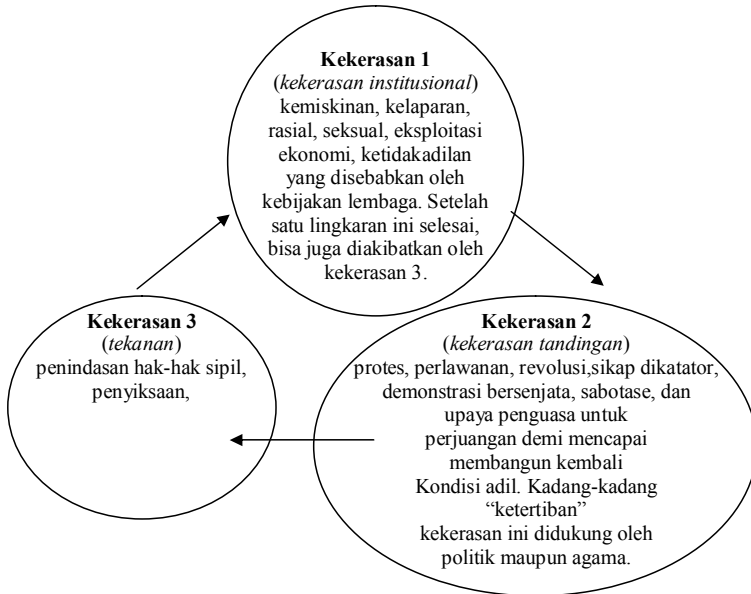 Kekerasan 1
(kekerasan institusional)
kemiskinan, kelaparan,
rasial, seksual, eksploitasi
ekonomi, ketidakadilan
yang disebabkan oleh
kebijakan lembaga. Setelah
satu lingkaran ini selesai,
bisa juga diakibatkan oleh
kekerasan 3.
Kekerasan 3
(tekanan)
penindasan hak-hak sipil,
penyiksaan,
Kekerasan 2
(kekerasan tandingan)
protes, perlawanan, revolusi,sikap dikatator,
demonstrasi bersenjata, sabotase, dan
upaya penguasa untuk
perjuangan demi mencapai
membangun kembali
Kondisi adil. Kadang-kadang
“ketertiban”
kekerasan ini didukung oleh
politik maupun agama.